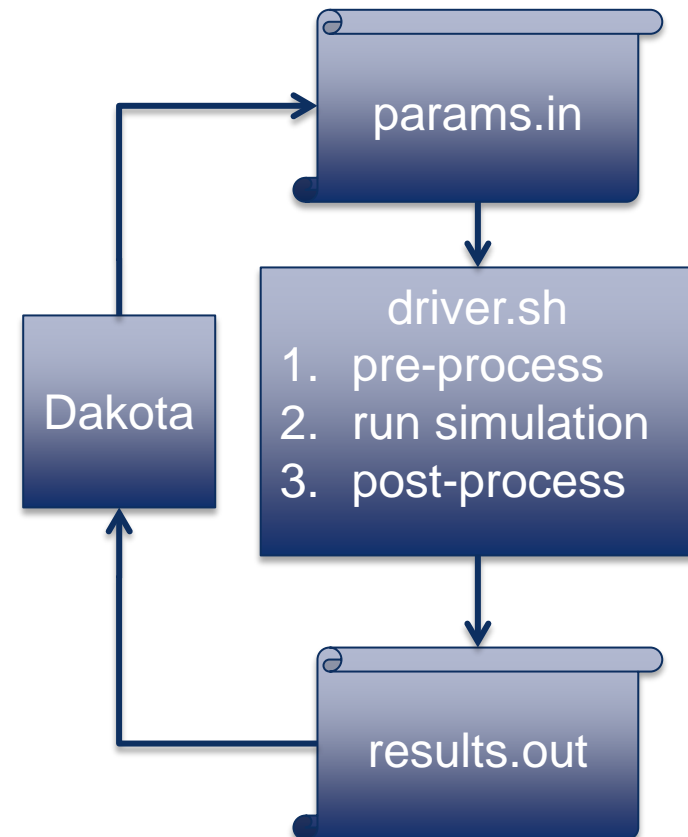 params.in
driver.sh
1. pre-process
2. run simulation
3. post-process
Dakota
results.out